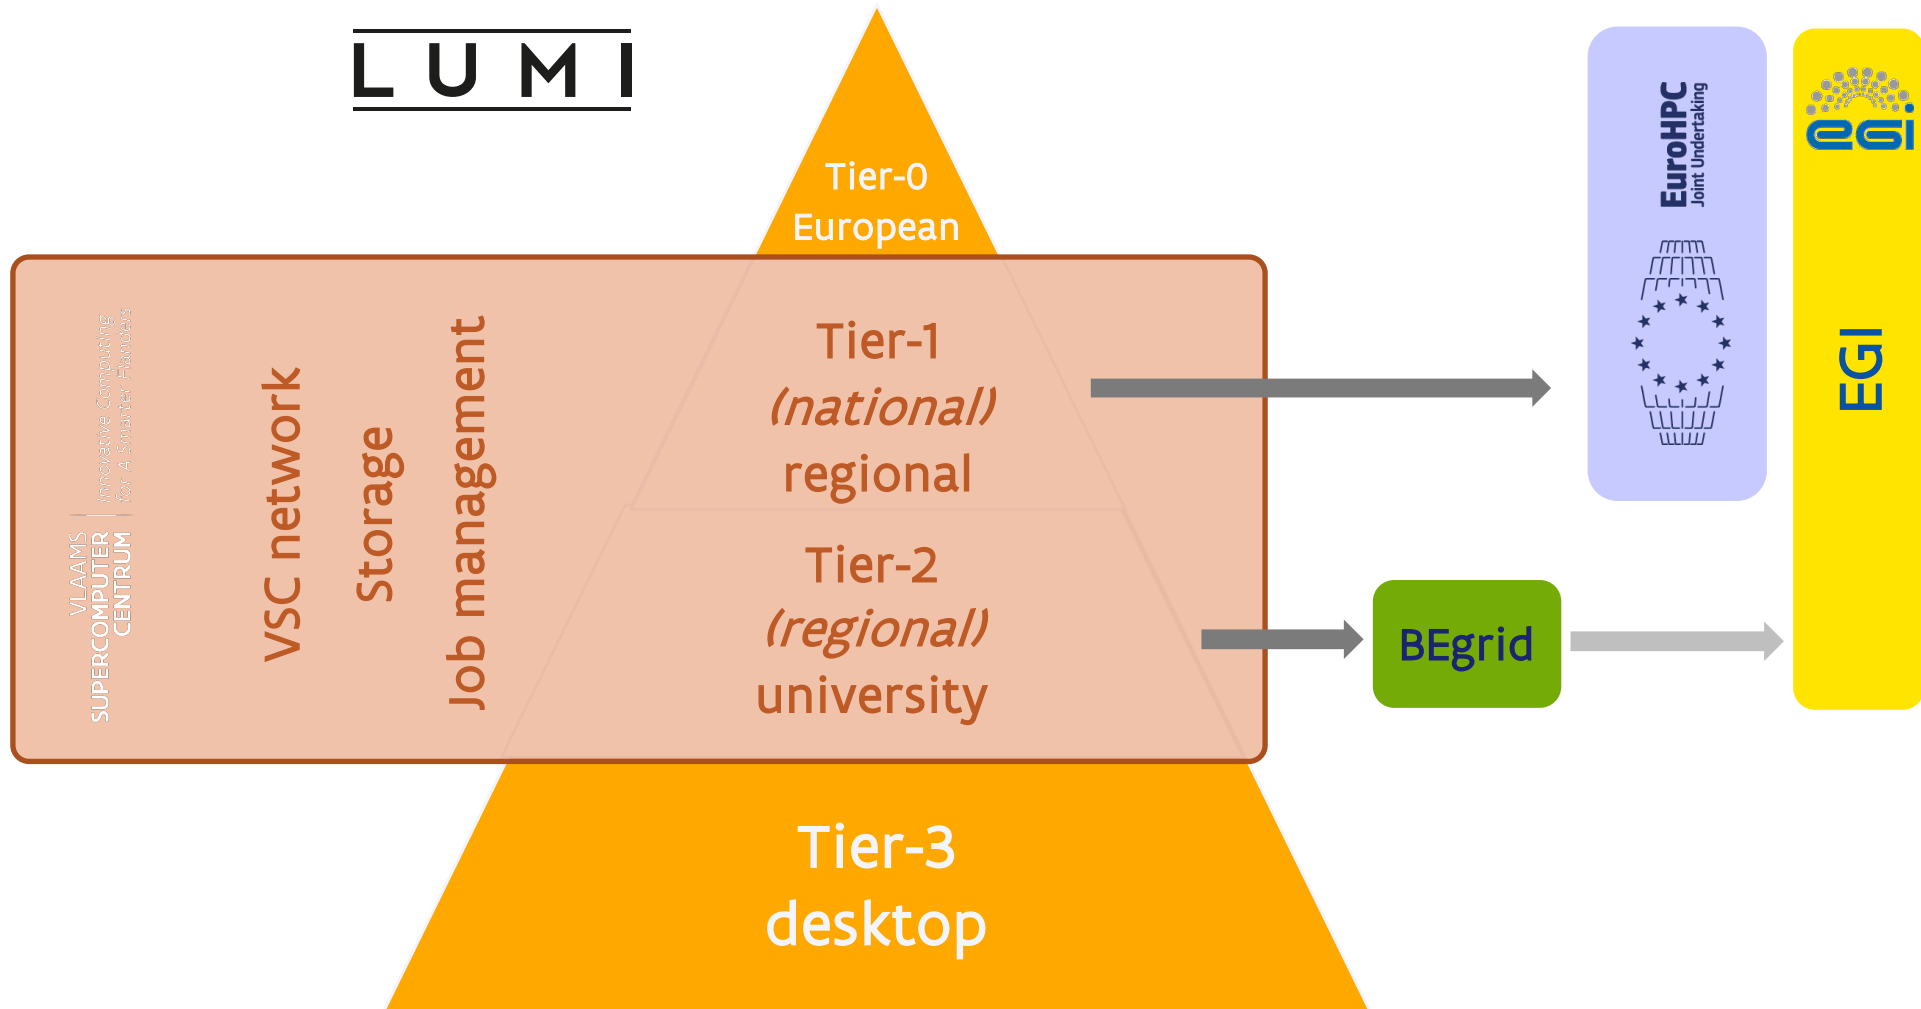 LUMI
Tier-0
European
VLAAMS
SUPERCOMPUTER
CENTRUM
Innovative Computing
for A Smarter Flanders
VSC network
Storage
Job management
Tier-1
(national)
regional
Tier-2
(regional)
university
Tier-3
desktop
BEgrid
EuroHPC
Joint Undertaking
eGi
EGI